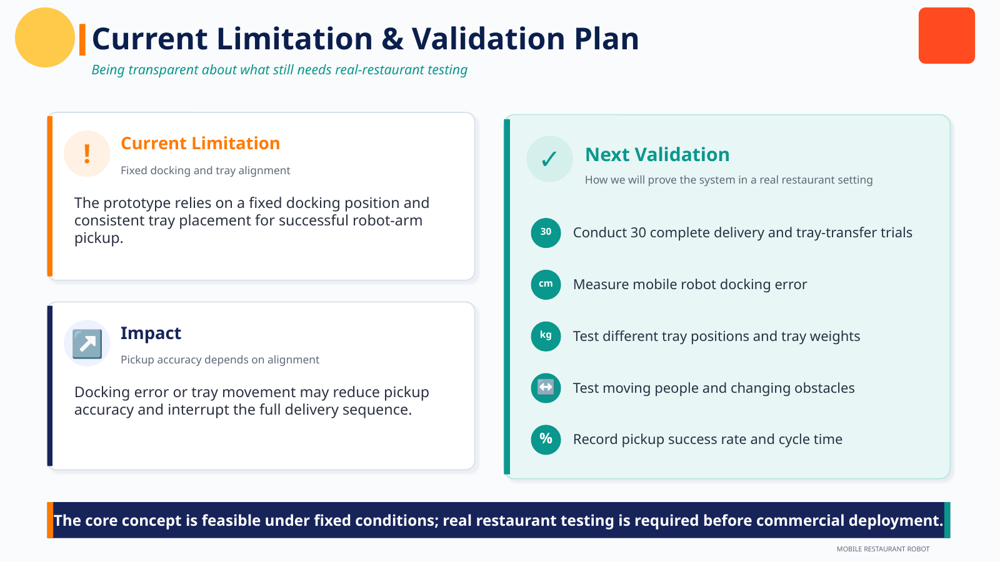 Current Limitation & Validation Plan
Being transparent about what still needs real-restaurant testing
!
Current Limitation
Fixed docking and tray alignment
The prototype relies on a fixed docking position and
consistent tray placement for successful robot-arm
pickup.
Impact
Pickup accuracy depends on alignment
Docking error or tray movement may reduce pickup
accuracy and interrupt the full delivery sequence.
✓
Next Validation
How we will prove the system in a real restaurant setting
30 Conduct 30 complete delivery and tray-transfer trials
cm Measure mobile robot docking error
kg Test different tray positions and tray weights
Test moving people and changing obstacles
% Record pickup success rate and cycle time
The core concept is feasible under fixed conditions; real restaurant testing is required before commercial deployment.
MOBILE RESTAURANT ROBOT